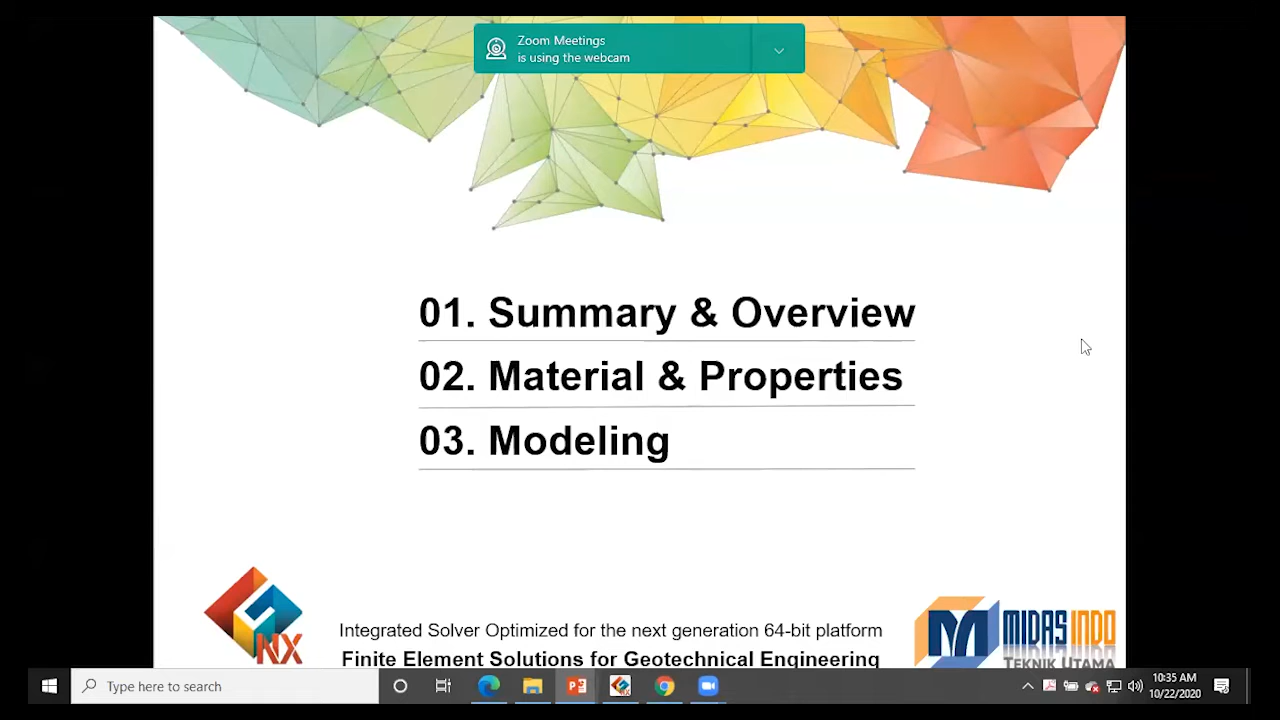 Zoom Meetings
is using the webcam
01. Summary & Overview
02. Material & Properties
03. Modeling
NX
Integrated Solver Optimized for the next generation 64-bit platform
Finite Element Solutions for Geotechnical Engineering
MIDAS INDO
TEKNIK UTAMA
Type here to search
10:35 AM
10/22/2020